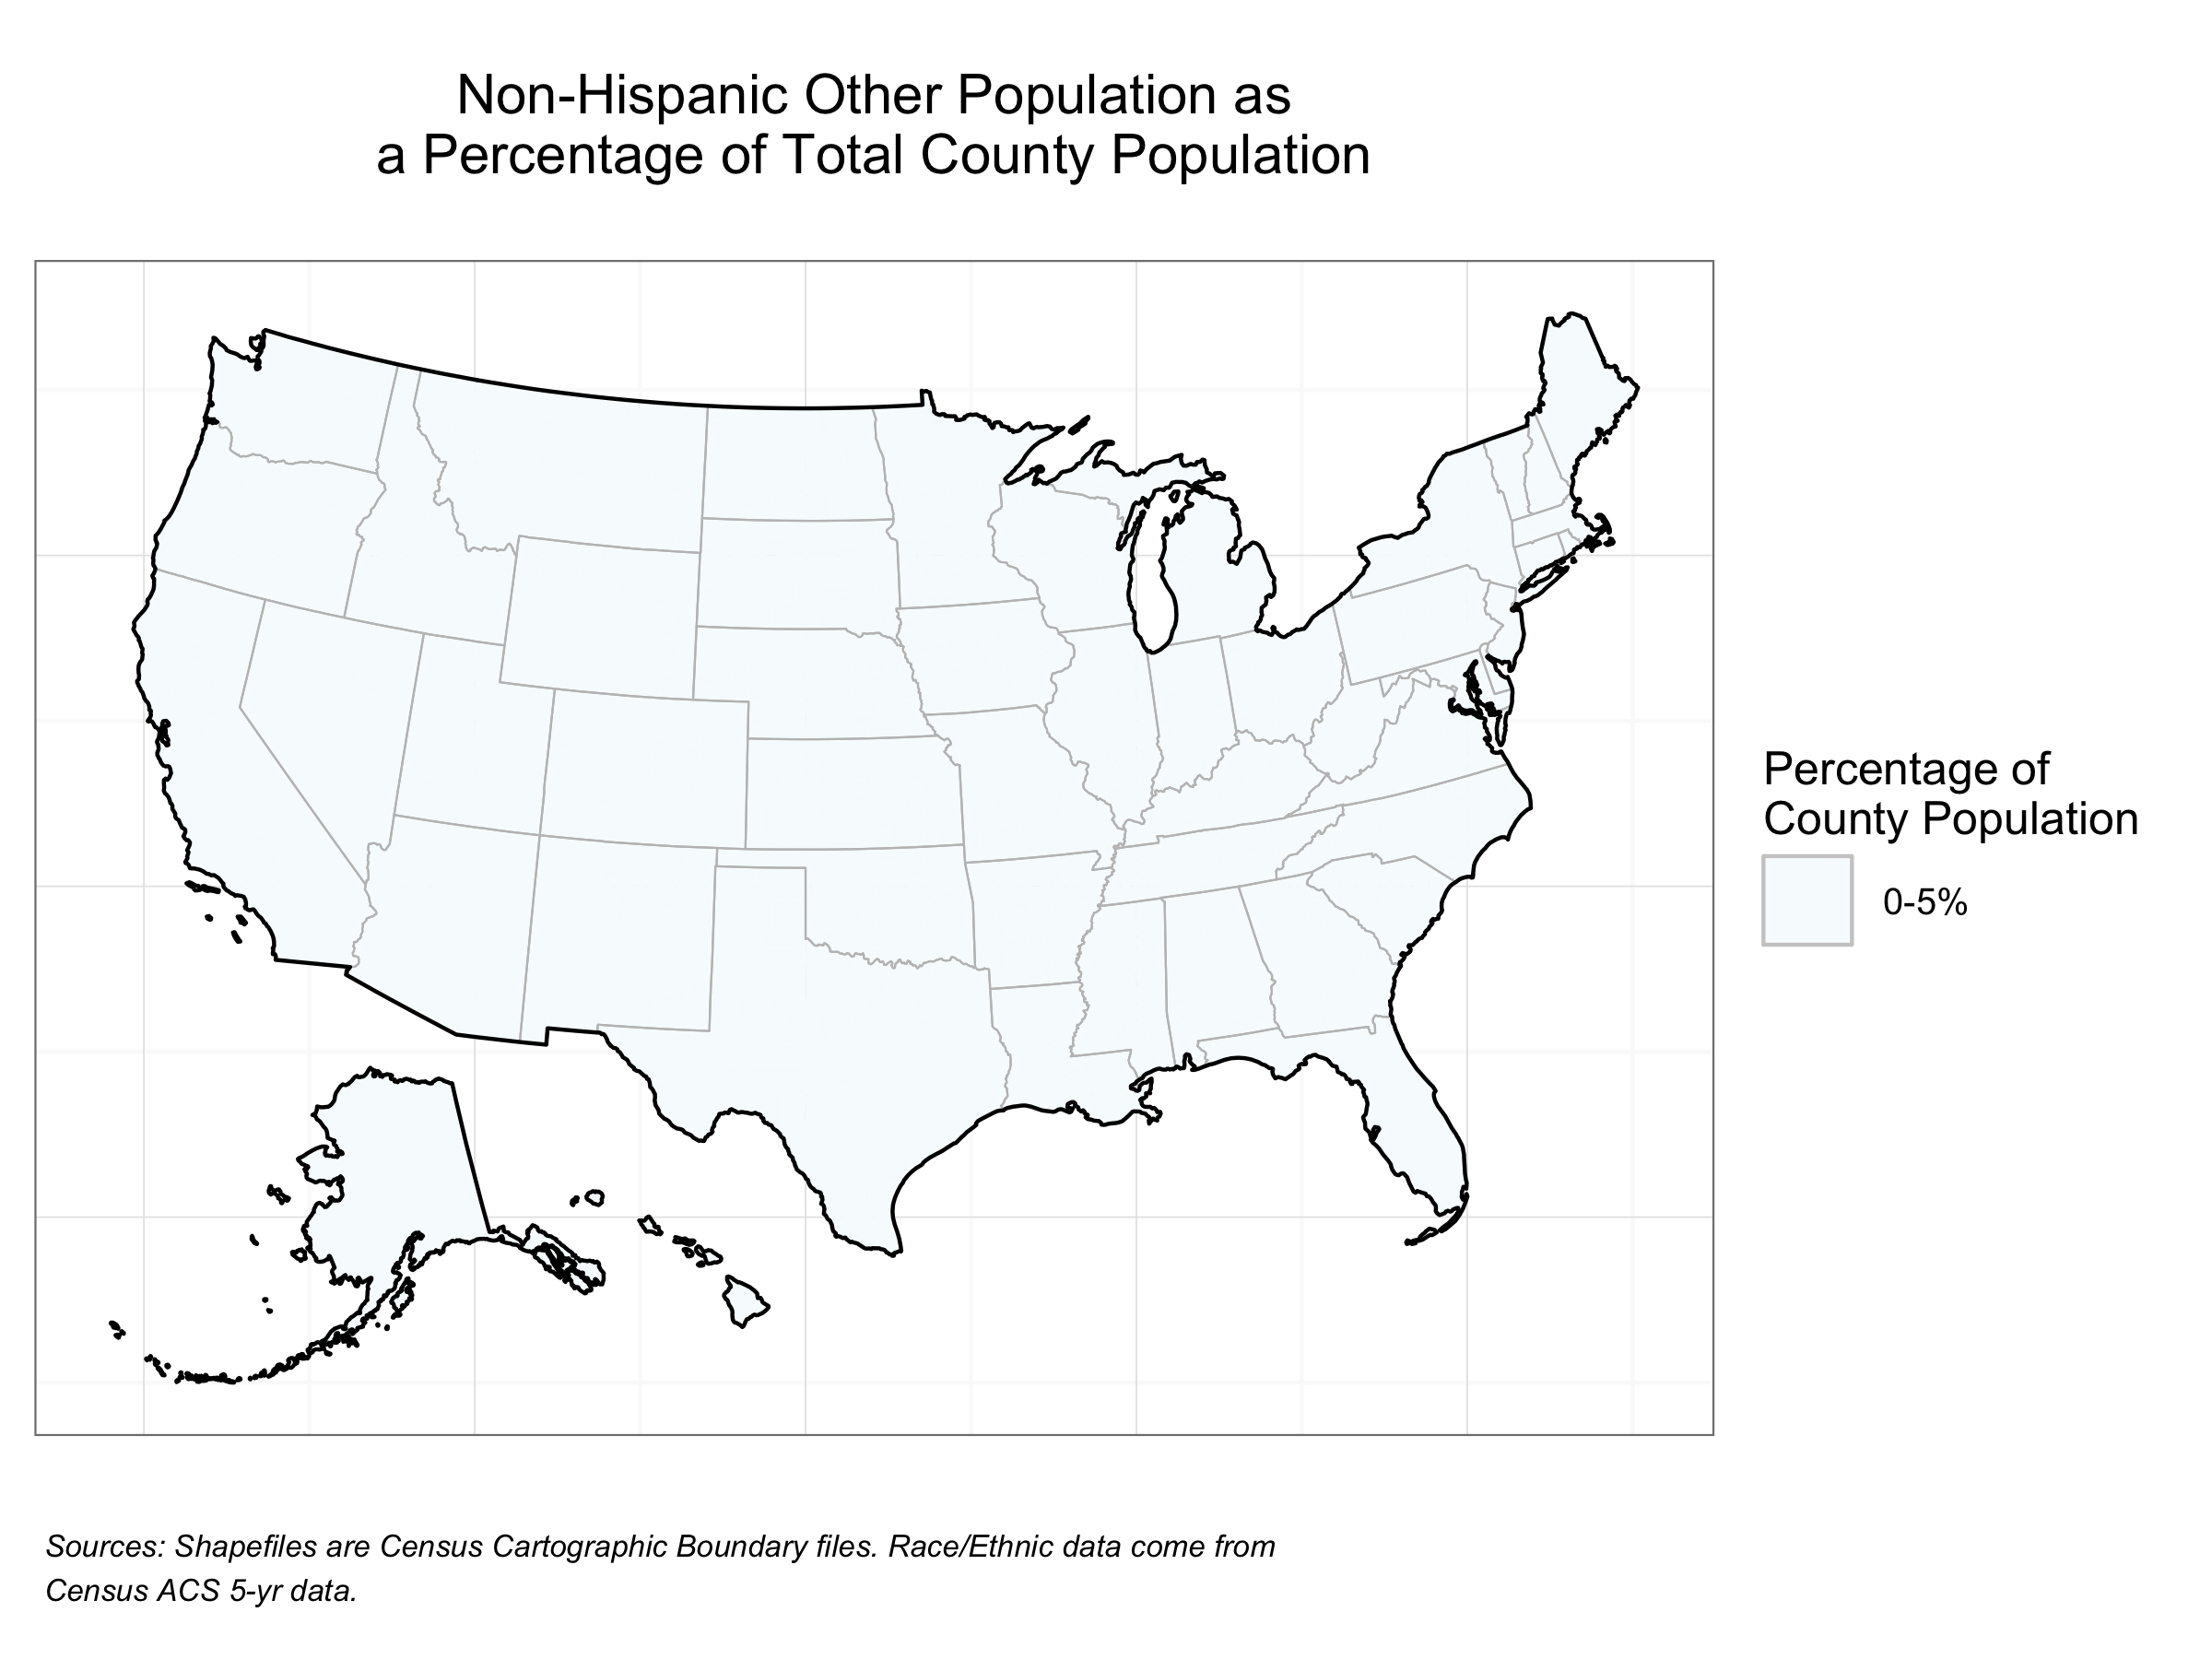 Non-Hispanic Other Population as
a Percentage of Total County Population
Percentage of
County Population
0-5%
Sources: Shapefiles are Census Cartographic Boundary files. Race/Ethnic data come from
Census ACS 5-yr data.